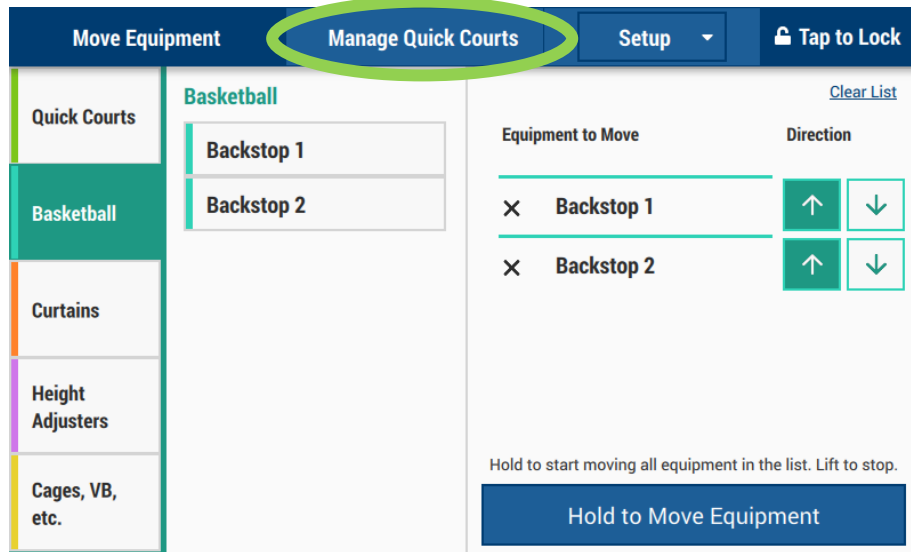 Move Equipment
Manage Quick Courts
Setup
Tap to Lock
Quick Courts
Basketball
Curtains
Height
Adjusters
Cages, VB,
etc.
Basketball
Backstop 1
Backstop 2
Clear List
Equipment to Move Direction
Backstop 1
Backstop 2
Hold to start moving all equipment in the list. Lift to stop.
Hold to Move Equipment